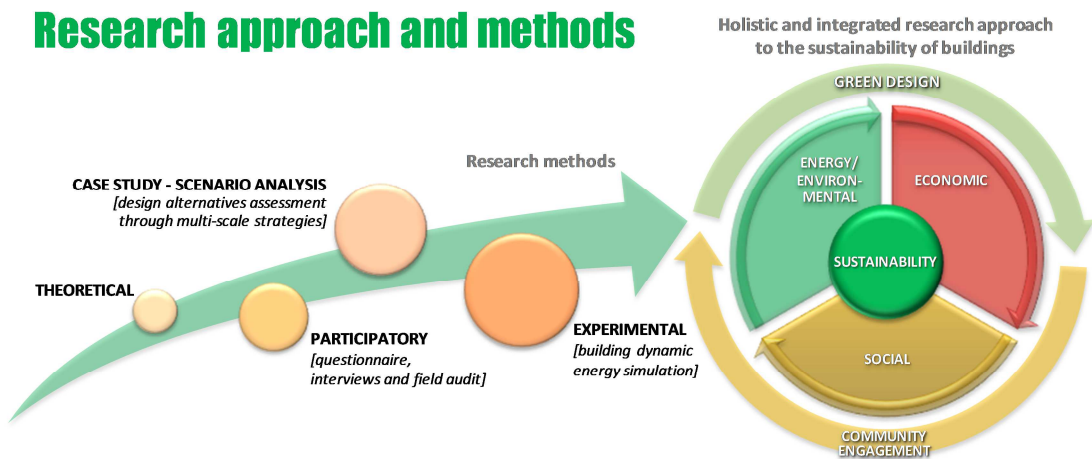 Research approach and methods
Holistic and integrated research approach
to the sustainability of buildings
GREEN DESIGN
Research methods
CASE STUDY - SCENARIO ANALYSIS
[design alternatives assessment
through multi-scale strategies]
THEORETICAL
PARTICIPATORY
[questionnaire,
interviews and field audit]
EXPERIMENTAL
[building dynamic
energy simulation]
ENERGY/
ENVIRON-
MENTAL
ECONOMIC
SUSTAINABILITY
SOCIAL
COMMUNITY
ENGAGEMENT